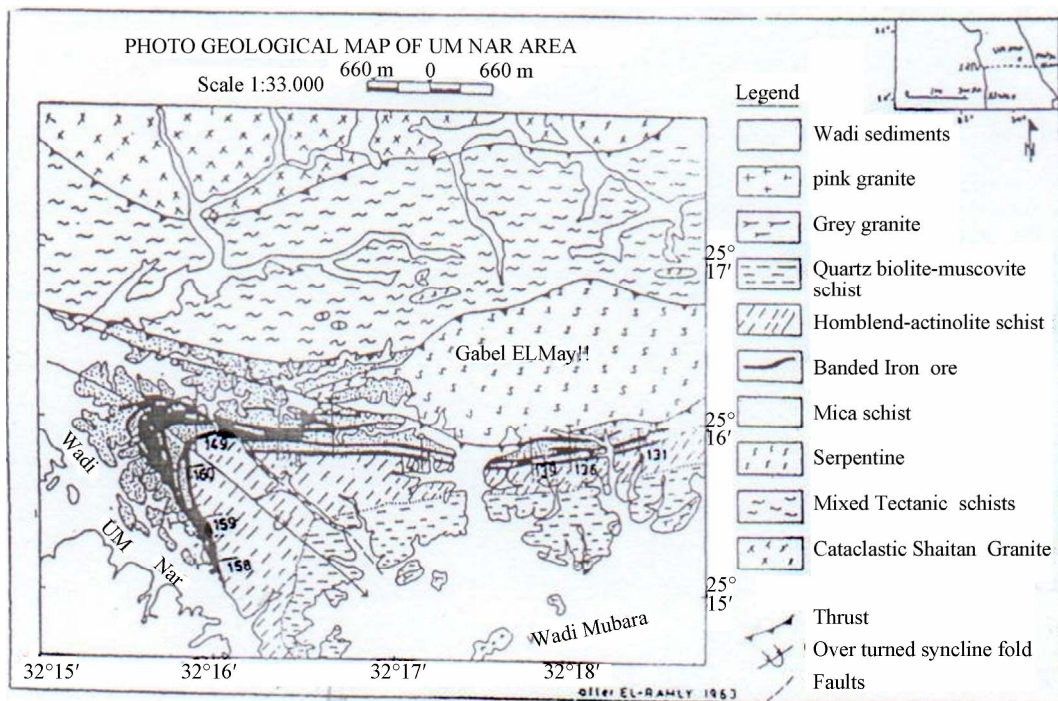 PHOTO GEOLOGICAL MAP OF UM NAR AREA
Scale 1:33.000
660 m 0 660 m
N
Legend
Wadi sediments
pink granite
Grey granite
Quartz biolite-muscovite
schist
Homblend-actinolite schist
Banded Iron ore
Mica schist
Serpentine
Mixed Tectanic schists
Cataclastic Shaitan Granite
Thrust
Over turned syncline fold
Faults
25°
17'
Gabel ELMay!!
25°
16'
149
160
159
158
139
136
131
Wadi
UM
Nar
25°
15'
Wadi Mubara
32°15'
32°16'
32°17'
32°18'
after EL-RAMLY 1963